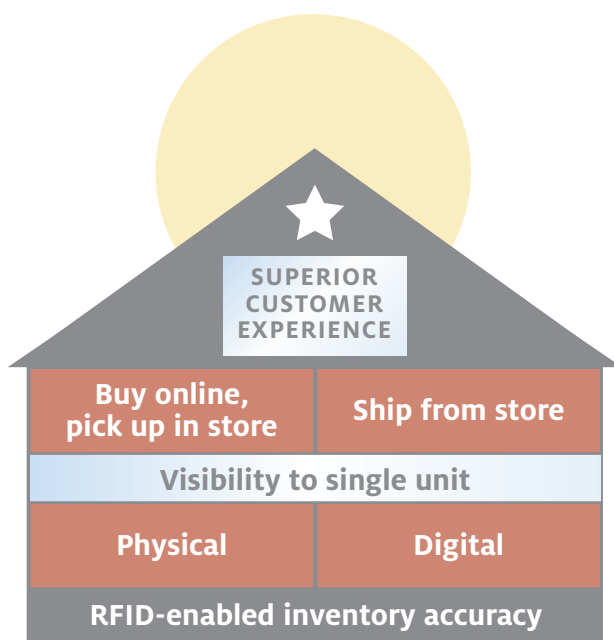 SUPERIOR
CUSTOMER
EXPERIENCE
Buy online,
pick up in store
Ship from store
Visibility to single unit
Physical
Digital
RFID-enabled inventory accuracy